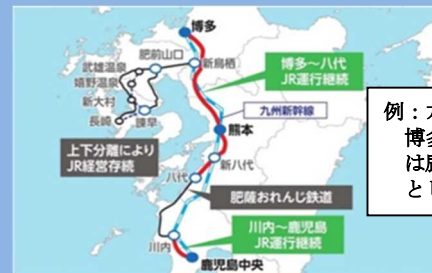 博多
肥前山口
武雄温泉
新鳥栖
嬉野温泉
新大村
長崎
諫早
博多～八代
JR運行継続
九州新幹線
熊本
上下分離により
JR経営存続
新八代
八代
肥薩おれんじ鉄道
川内～鹿児島
JR運行継続
川内
鹿児島中央
例：
博多
は
と